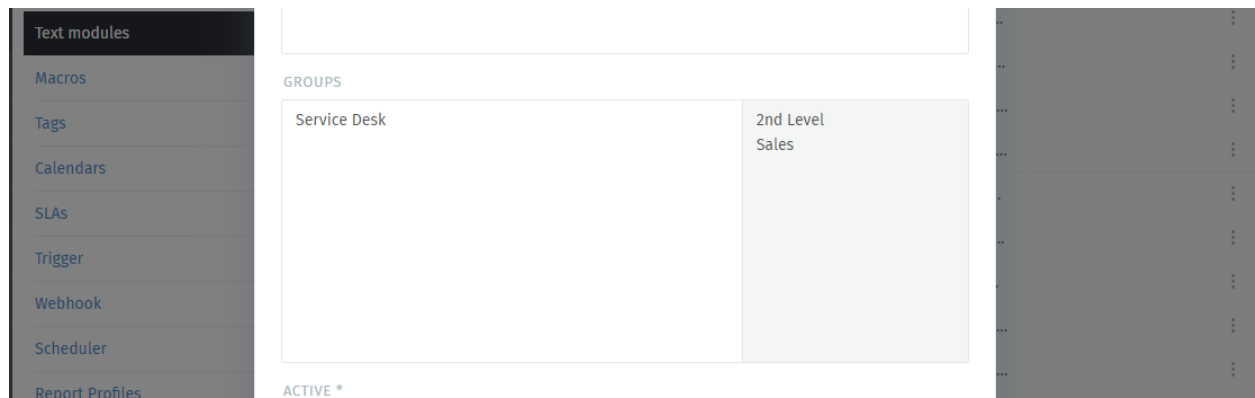 Text modules
Macros
Tags
Calendars
SLAs
Trigger
Webhook
Scheduler
Report Profiles
GROUPS
Service Desk
2nd Level
Sales
ACTIVE *